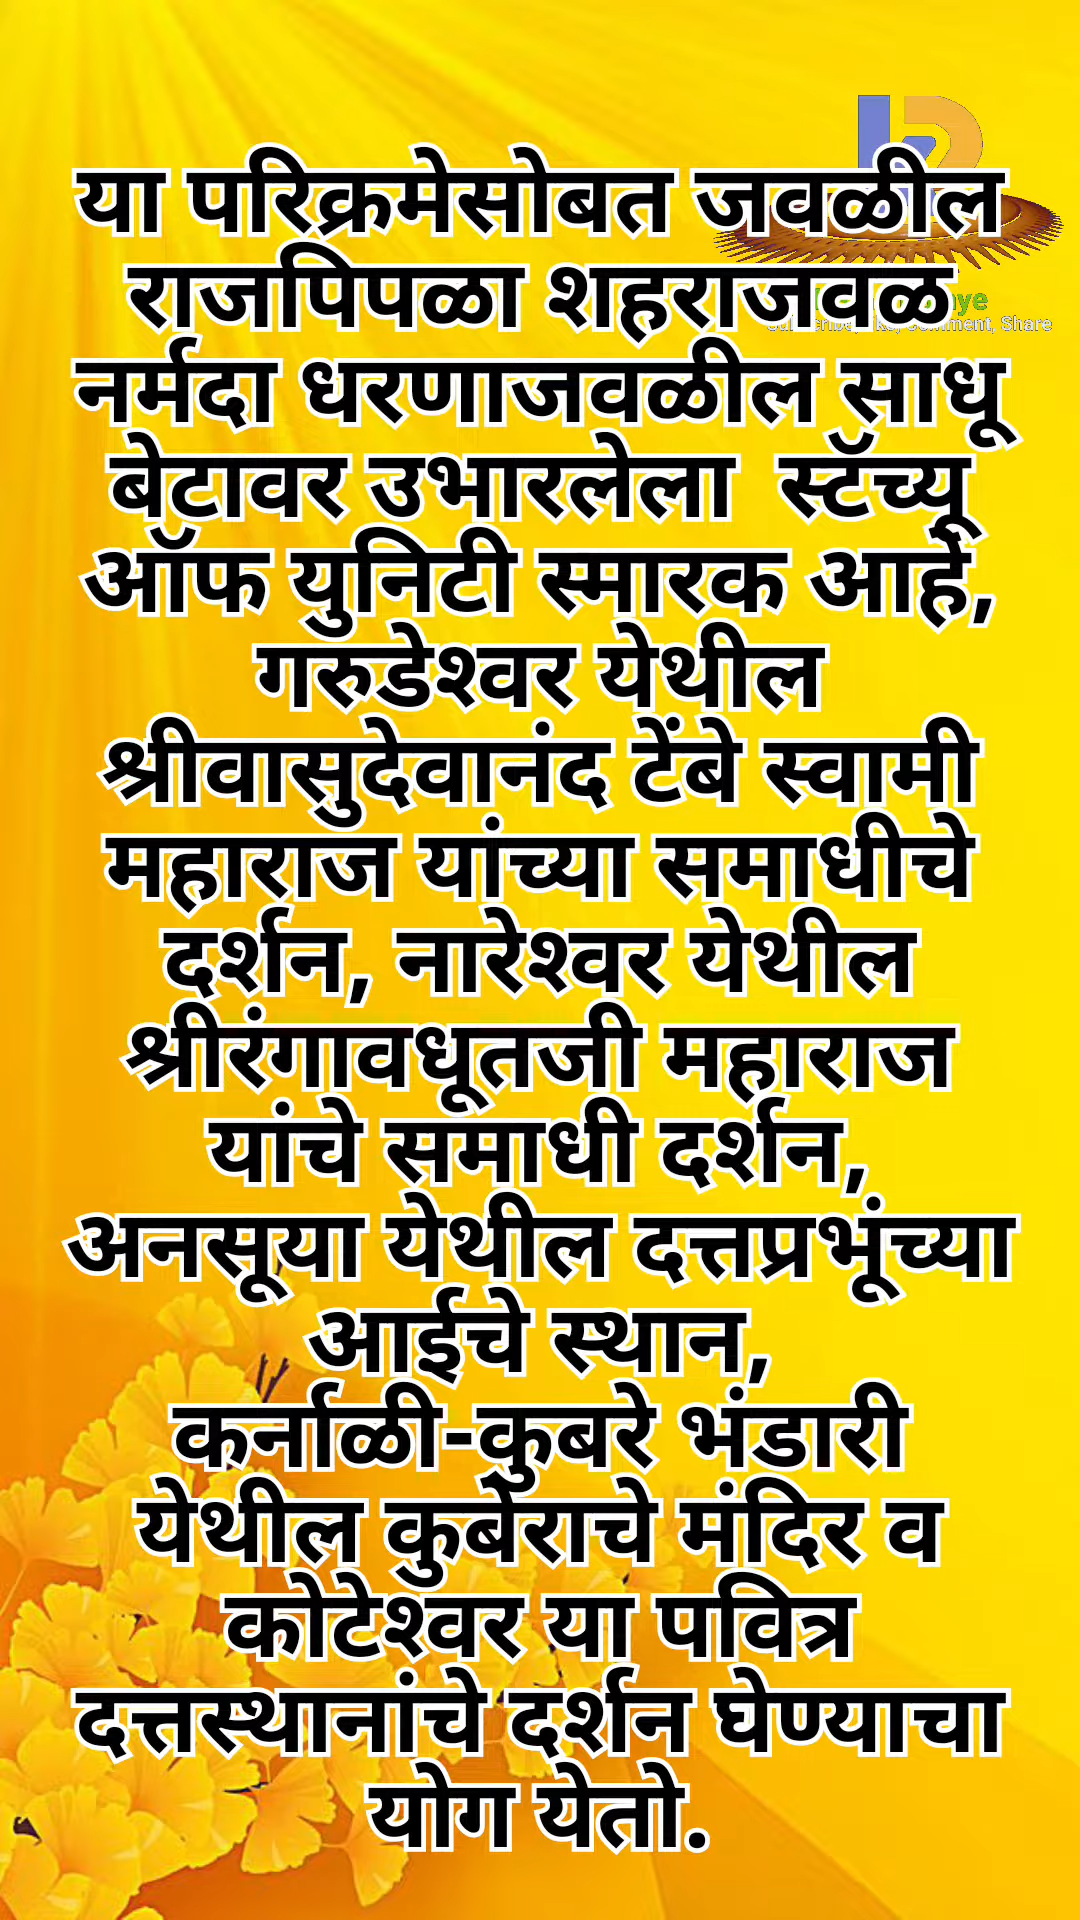 या परिक्रमेसोबत जवळील
राजपिपळा शहराजवळ
नर्मदा धरणाजवळील साधू
बेटावर उभारलेला स्टॅच्यू
ऑफ युनिटी स्मारक आहे,
गरुडेश्वर येथील
श्रीवासुदेवानंद टेंबे स्वामी
महाराज यांच्या समाधीचे
दर्शन, नारेश्वर येथील
श्रीरंगावधूतजी महाराज
यांचे समाधी दर्शन,
अनसूया येथील दत्तप्रभूंच्या
आईचे स्थान,
कर्नाळी-कुबरे भंडारी
येथील कुबेराचे मंदिर व
कोटेश्वर या पवित्र
दत्तस्थानांचे दर्शन घेण्याचा
योग येतो.
Comment, Share